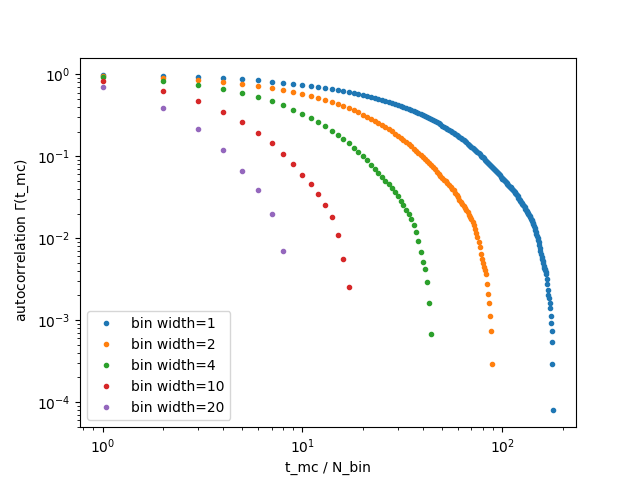 autocorrelation Γ(t_mc)
10⁰
10⁻¹
10⁻²
10⁻³
10⁻⁴
bin width=1
bin width=2
bin width=4
bin width=10
bin width=20
10⁰ 10¹ 10²
t_mc / N_bin